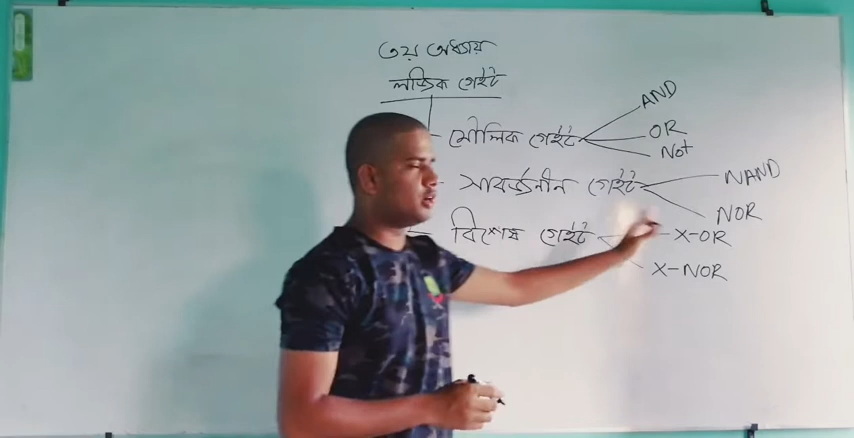 ৩য় অধ্যায়
লজিক গেইট
মৌলিক গেইট
AND
OR
Not
সার্বজনীন গেইট
NAND
NOR
বিশেষ গেইট
X-OR
X-NOR